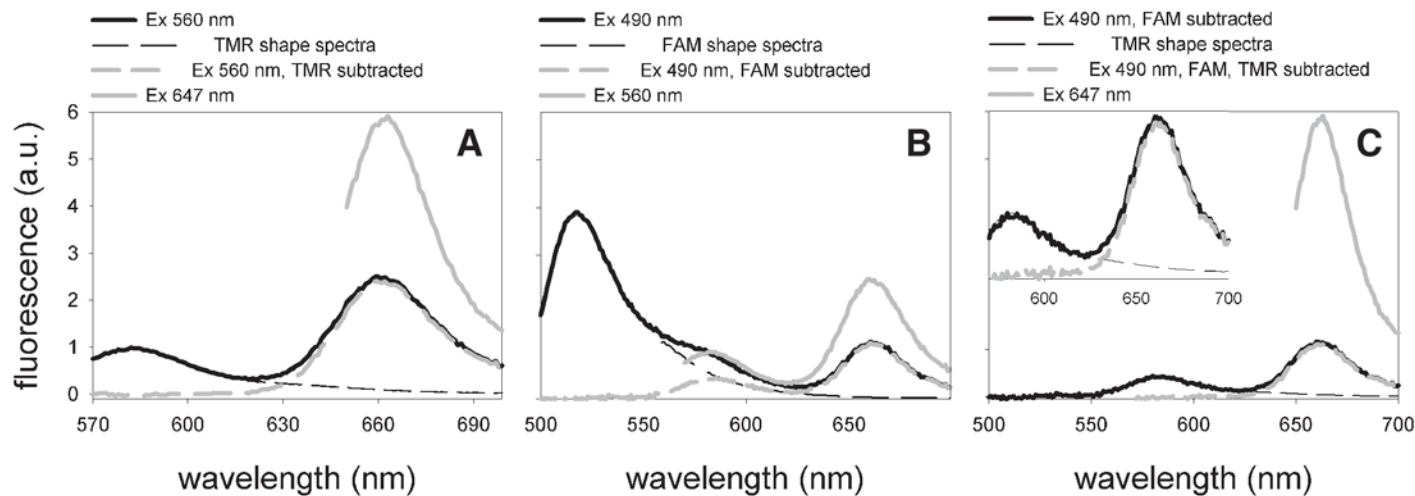 Ex 560 nm
TMR shape spectra
Ex 560 nm, TMR subtracted
Ex 647 nm
Ex 490 nm
FAM shape spectra
Ex 490 nm, FAM subtracted
Ex 560 nm
Ex 490 nm, FAM subtracted
TMR shape spectra
Ex 490 nm, FAM, TMR subtracted
Ex 647 nm
fluorescence (a.u.)
6
5
4
3
2
1
0
A
570 600 630 660 690
wavelength (nm)
B
500 550 600 650
wavelength (nm)
C
600 650 700
500 550 600 650 700
wavelength (nm)